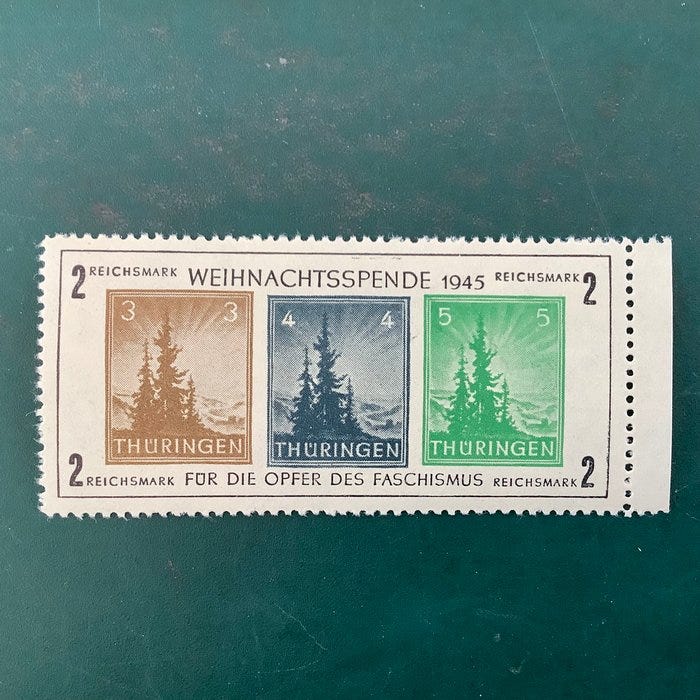 2 REICHSMARK WEIHNACHTSSPENDE 1945 REICHSMARK 2
3 3
THÜRINGEN
4 4
THÜRINGEN
5 5
THÜRINGEN
2 REICHSMARK FÜR DIE OPFER DES FASCHISMUS REICHSMARK 2